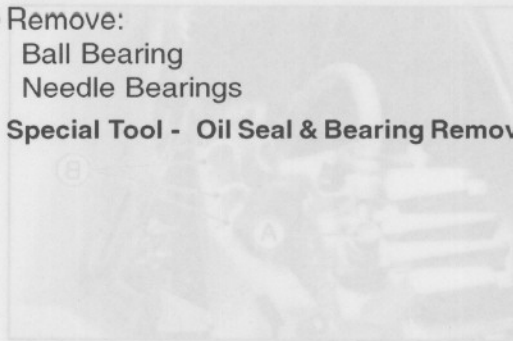 Remove:
Ball Bearing
Needle Bearings
Special Tool - Oil Seal & Bearing Remov